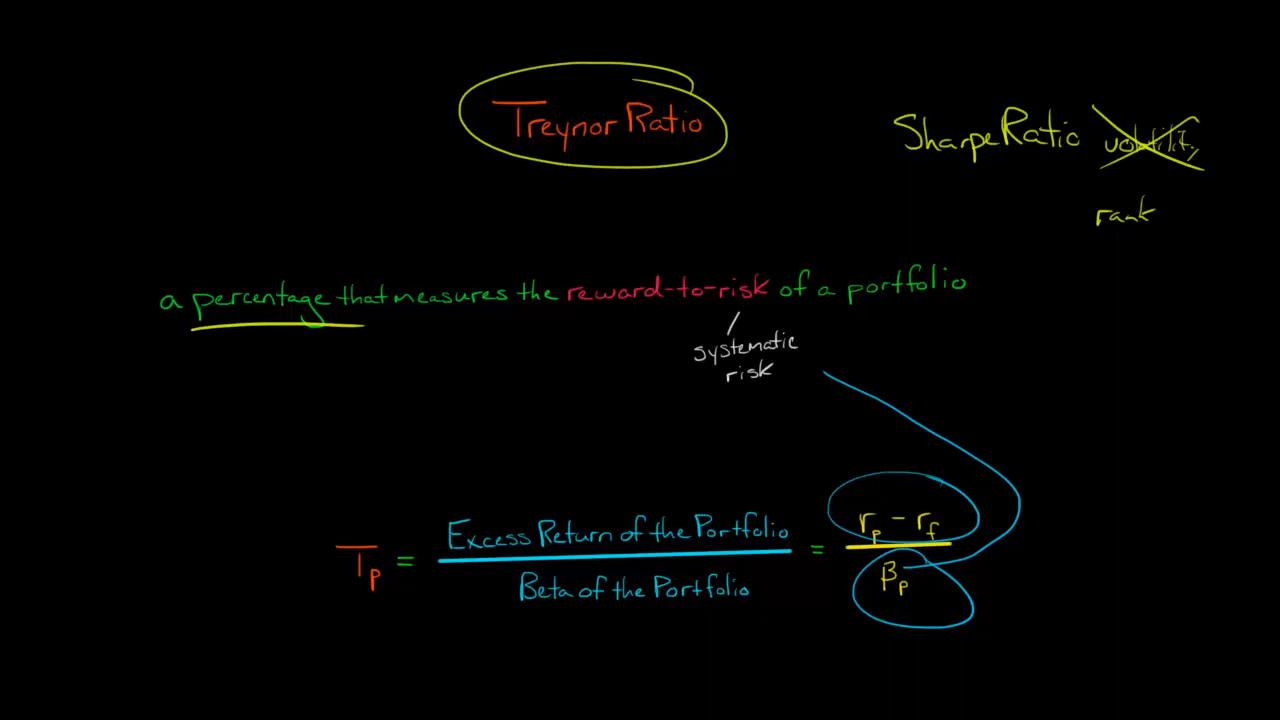 Treynor Ratio
Sharpe Ratio volatility
rank
a percentage that measures the reward-to-risk of a portfolio
systematic
risk
Tp = Excess Return of the Portfolio / Beta of the Portfolio = rp - rf / βp